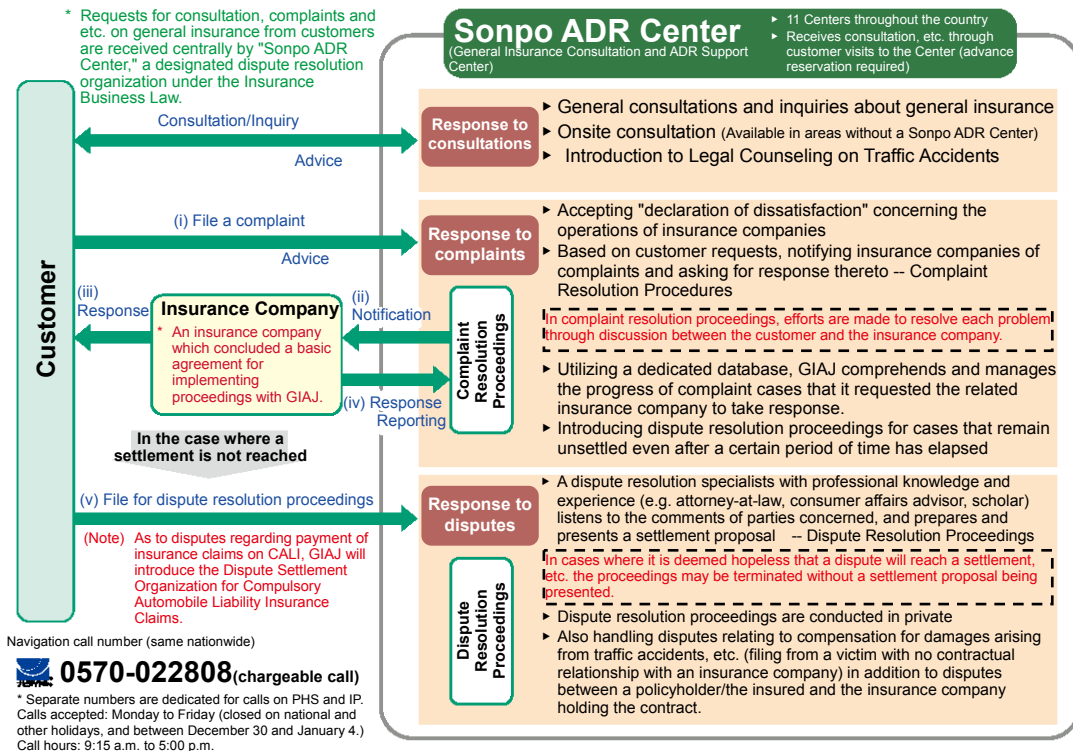 * Requests for consultation, complaints and
etc. on general insurance from customers
are received centrally by "Sonpo ADR
Center," a designated dispute resolution
organization under the Insurance
Business Law.
Sonpo ADR Center
(General Insurance Consultation and ADR Support
Center)
▸ 11 Centers throughout the country
▸ Receives consultation, etc. through
customer visits to the Center (advance
reservation required)
Customer
Consultation/Inquiry
Advice
Response to
consultations
▸ General consultations and inquiries about general insurance
▸ Onsite consultation (Available in areas without a Sonpo ADR Center)
▸ Introduction to Legal Counseling on Traffic Accidents
(i) File a complaint
Advice
Response to
complaints
▸ Accepting "declaration of dissatisfaction" concerning the
operations of insurance companies
▸ Based on customer requests, notifying insurance companies of
complaints and asking for response thereto -- Complaint
Resolution Procedures
(iii)
Response
Insurance Company
* An insurance company
which concluded a basic
agreement for
implementing
proceedings with GIAJ.
(ii)
Notification
(iv) Response
Reporting
Complaint
Resolution
Proceedings
In complaint resolution proceedings, efforts are made to resolve each problem
through discussion between the customer and the insurance company.
▸ Utilizing a dedicated database, GIAJ comprehends and manages
the progress of complaint cases that it requested the related
insurance company to take response.
▸ Introducing dispute resolution proceedings for cases that remain
unsettled even after a certain period of time has elapsed
In the case where a
settlement is not reached
(v) File for dispute resolution proceedings
Response to
disputes
▸ A dispute resolution specialists with professional knowledge and
experience (e.g. attorney-at-law, consumer affairs advisor, scholar)
listens to the comments of parties concerned, and prepares and
presents a settlement proposal -- Dispute Resolution Proceedings
(Note) As to disputes regarding payment of
insurance claims on CALI, GIAJ will
introduce the Dispute Settlement
Organization for Compulsory
Automobile Liability Insurance
Claims.
Dispute
Resolution
Proceedings
In cases where it is deemed hopeless that a dispute will reach a settlement,
etc. the proceedings may be terminated without a settlement proposal being
presented.
▸ Dispute resolution proceedings are conducted in private
▸ Also handling disputes relating to compensation for damages arising
from traffic accidents, etc. (filing from a victim with no contractual
relationship with an insurance company) in addition to disputes
between a policyholder/the insured and the insurance company
holding the contract.
Navigation call number (same nationwide)
0570-022808(chargeable call)
* Separate numbers are dedicated for calls on PHS and IP.
Calls accepted: Monday to Friday (closed on national and
other holidays, and between December 30 and January 4.)
Call hours: 9:15 a.m. to 5:00 p.m.